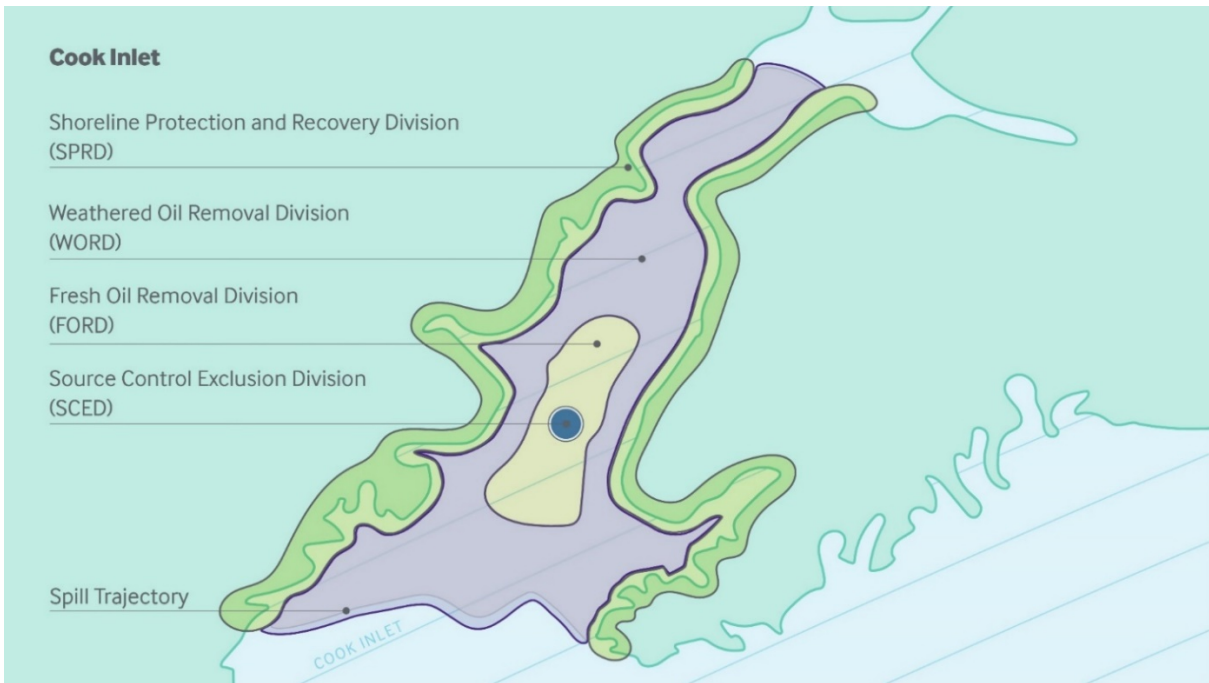 Cook Inlet
Shoreline Protection and Recovery Division
(SPRD)
Weathered Oil Removal Division
(WORD)
Fresh Oil Removal Division
(FORD)
Source Control Exclusion Division
(SCED)
Spill Trajectory
COOK INLET